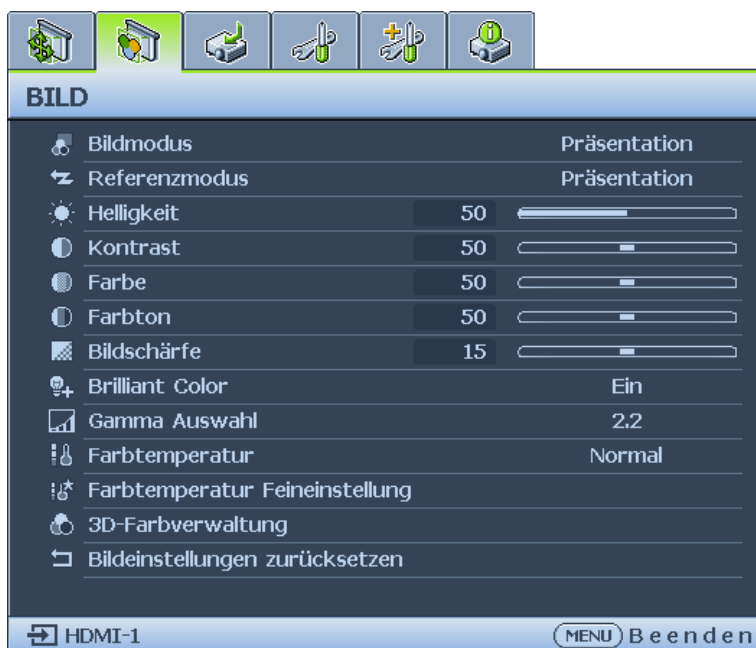 BILD
Bildmodus Präsentation
Referenzmodus Präsentation
Helligkeit 50
Kontrast 50
Farbe 50
Farbton 50
Bildschärfe 15
Brilliant Color Ein
Gamma Auswahl 2.2
Farbtemperatur Normal
Farbtemperatur Feineinstellung
3D-Farbverwaltung
Bildeinstellungen zurücksetzen
HDMI-1 MENU Beenden